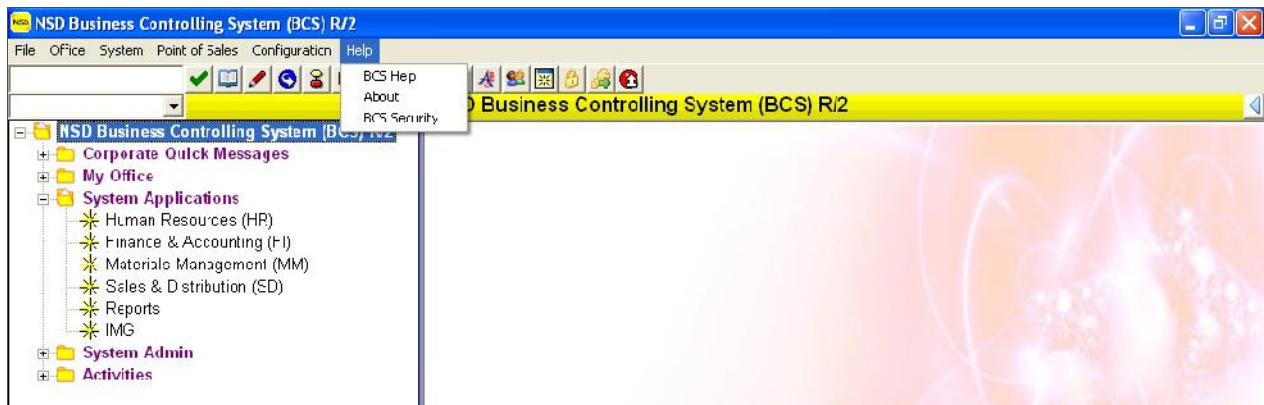 NSD NSD Business Controlling System (BCS) R/2
File Office System Point of Sales Configuration Help
BCS Help
About
BCS Security
Business Controlling System (BCS) R/2
NSD Business Controlling System (BCS) R/2
Corporate Quick Messages
My Office
System Applications
Human Resources (HR)
Finance & Accounting (FI)
Materials Management (MM)
Sales & Distribution (SD)
Reports
IMG
System Admin
Activities